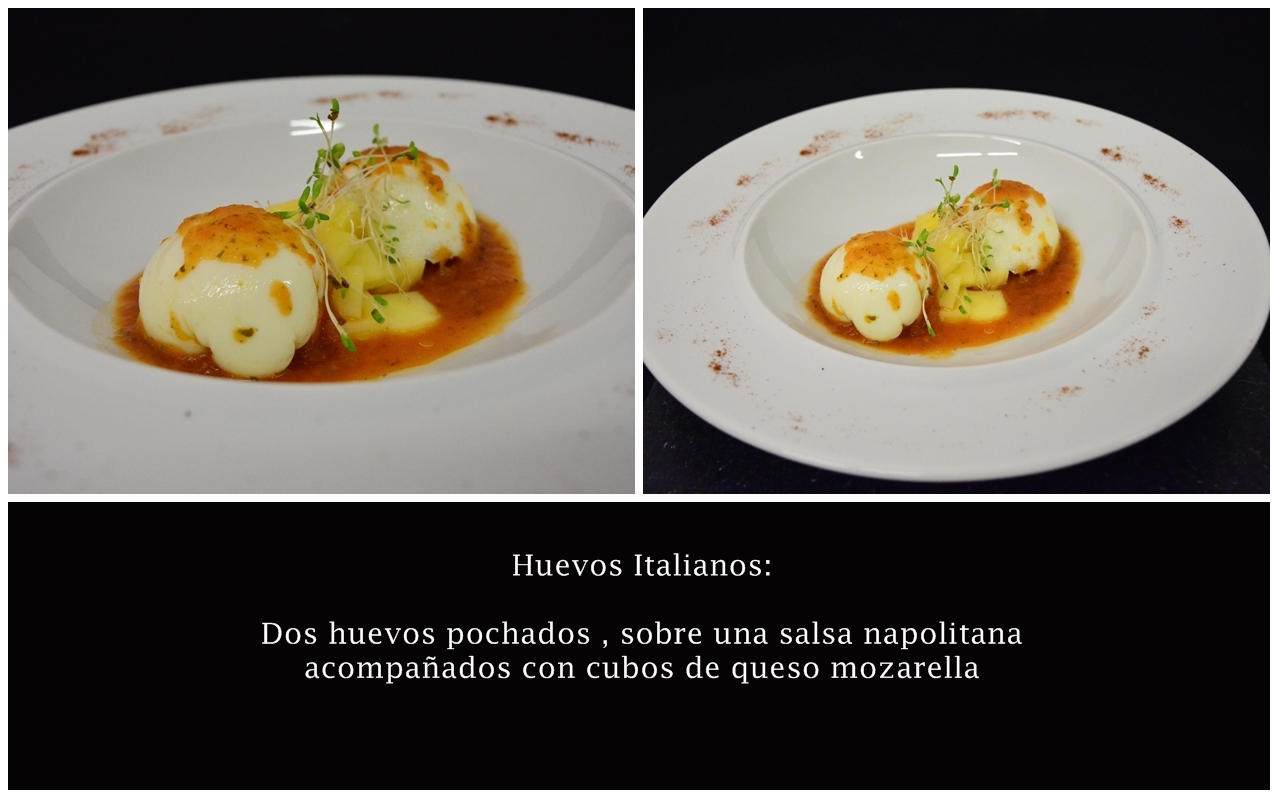 Huevos Italianos:
Dos huevos pochados , sobre una salsa napolitana
acompañados con cubos de queso mozarella